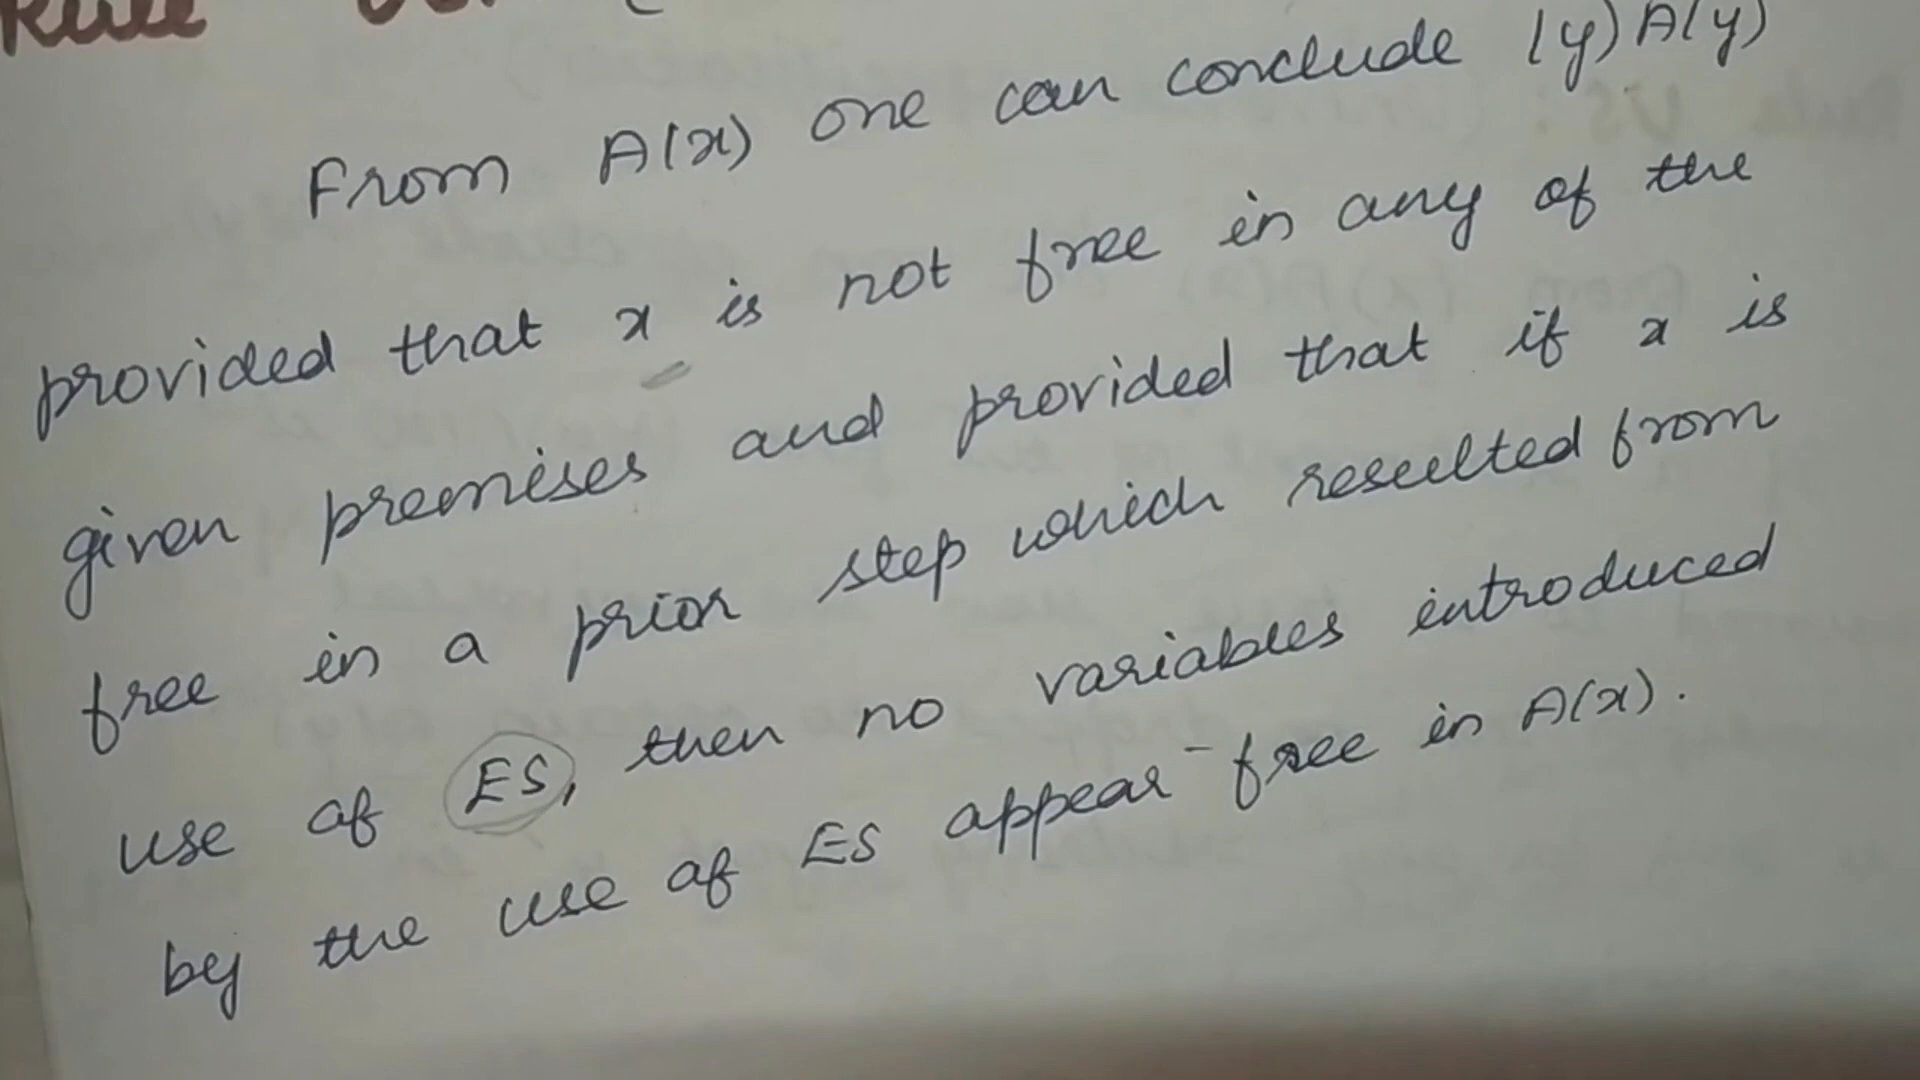 Rule
From A(x) one can conclude (y) A(y)
provided that x is not free in any of the
given premises and provided that if x is
free in a prior step which resulted from
use of ES, then no variables introduced
by the use of ES appear free in A(x).